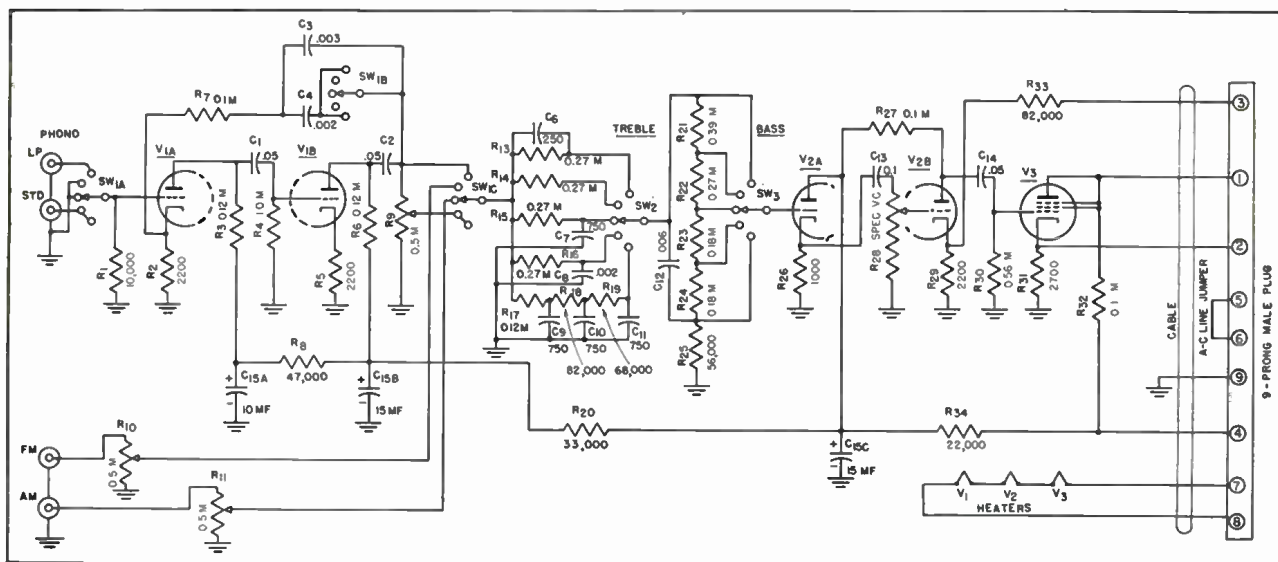 C3
.003
SW1B
C4
.002
R7 0.1 M
PHONO
LP
STD
SW1A
V1A
C1
.05
V1B
C2
.05
R1
10,000
R2
2200
R3 0.12 M
R4 1.0 M
R5
2200
R6 0.12 M
R9
0.5 M
SW1C
R8
47,000
C15A
10 MF
C15B
15 MF
R10
0.5 M
FM
R11
0.5 M
AM
C6
250
R13
0.27 M
R14
0.27 M
R15
0.27 M
750
C7
R16
0.27 M
C8
.002
R17
0.12 M
R18
R19
C9
750
C10
750
C11
750
82,000
68,000
TREBLE
SW2
BASS
R21
0.39 M
R22
0.27 M
R23
0.18 M
R24
0.18 M
R25
56,000
.006
C12
SW3
R20
33,000
V2A
R26
1000
R27 0.1 M
C13
0.1
V2B
R28 SPEC VC
R29
2200
C14
.05
V3
R30
0.56 M
R31
2700
R32
0.1 M
R33
82,000
R34
22,000
C15C
15 MF
V1 V2 V3
HEATERS
CABLE
A-C LINE JUMPER
9-PRONG MALE PLUG
3
1
2
5
6
9
4
7
8